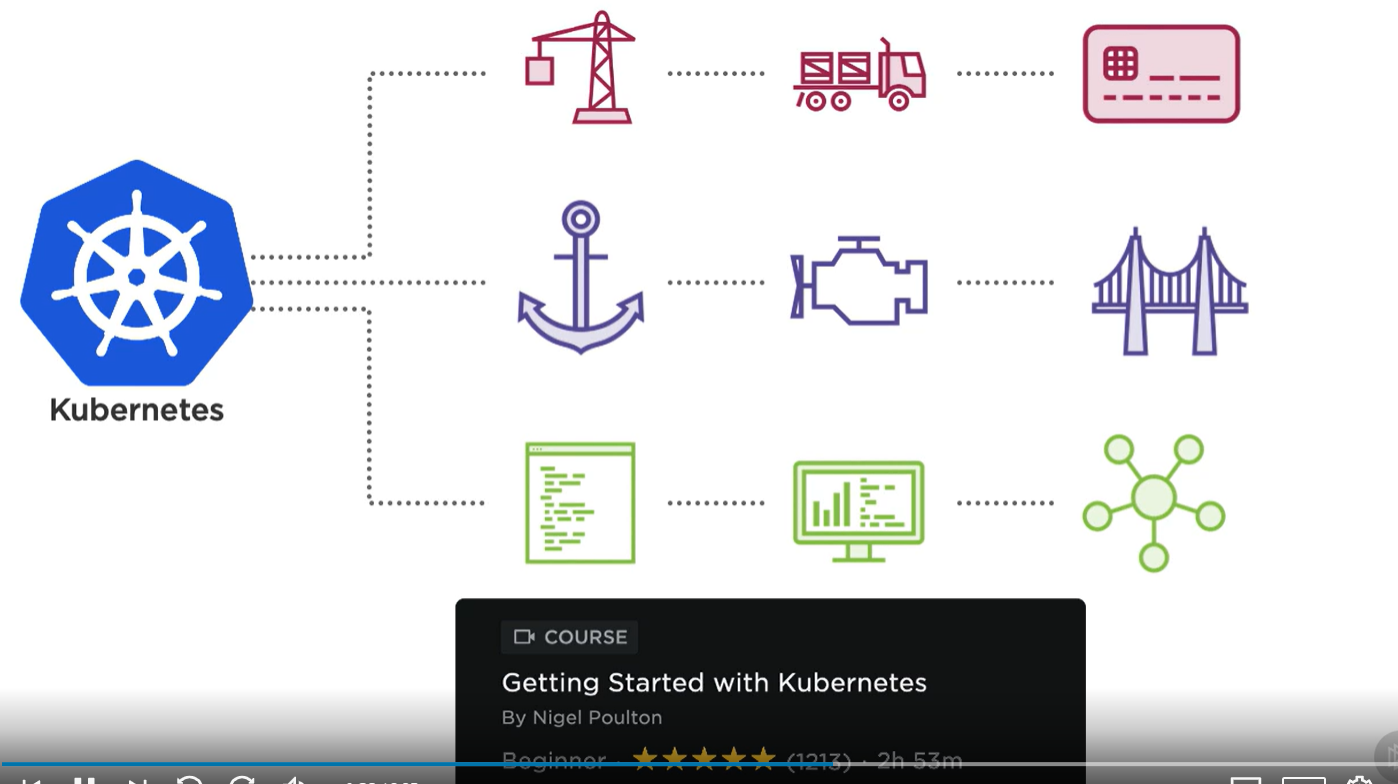 Kubernetes
COURSE
Getting Started with Kubernetes
By Nigel Poulton
Beginner · ★★★★★ (1213) · 2h 53m